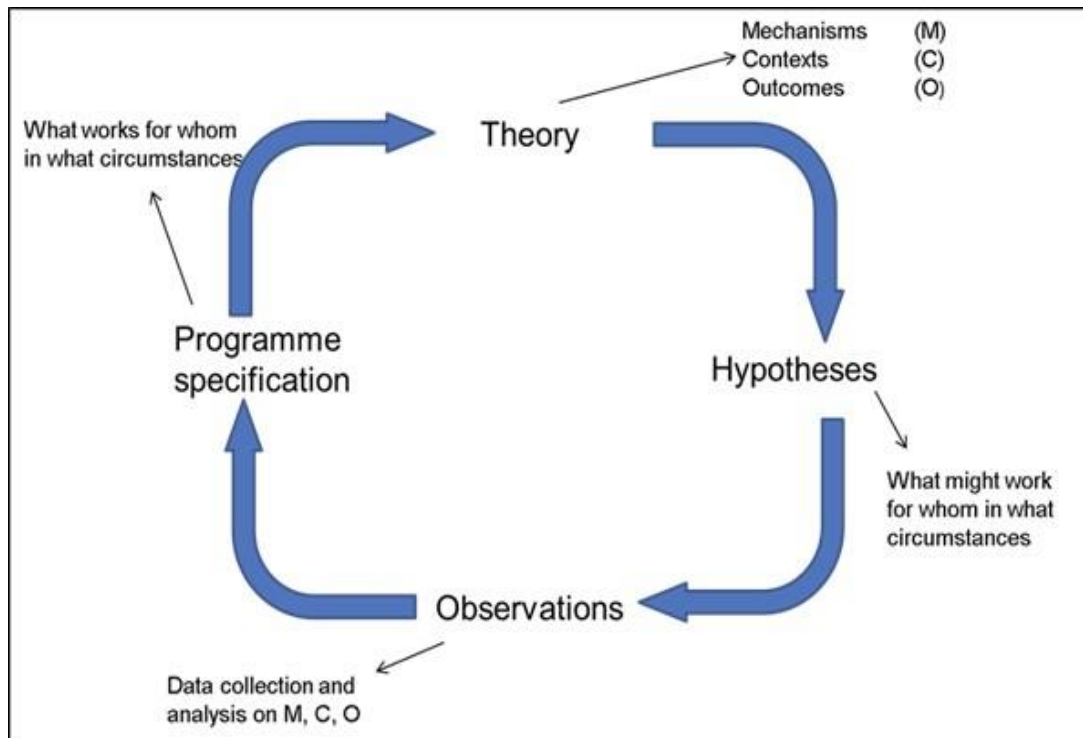 Mechanisms (M)
Contexts (C)
Outcomes (O)
Theory
What works for whom
in what circumstances
Programme
specification
Hypotheses
What might work
for whom in what
circumstances
Observations
Data collection and
analysis on M, C, O